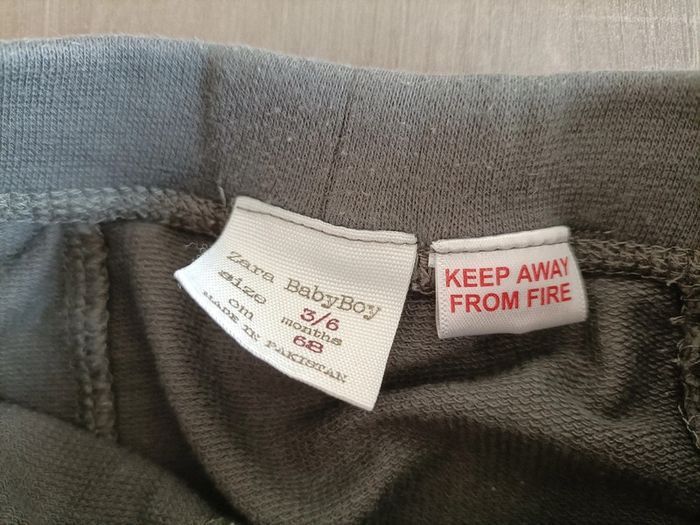 Zara BabyBoy
size 3/6 months
cm 68
MADE IN PAKISTAN
KEEP AWAY
FROM FIRE